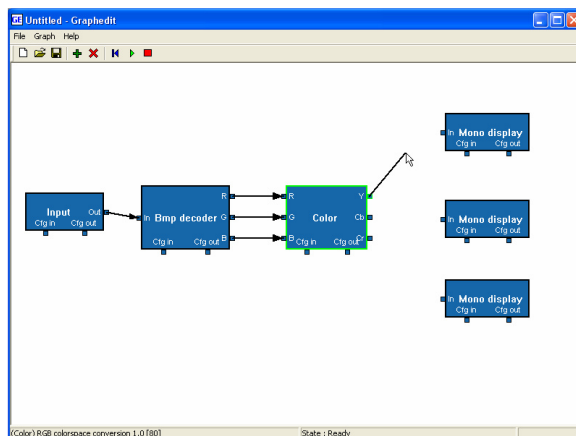 GE Untitled - Graphedit
File Graph Help
In Mono display
Cfg in Cfg out
Input Out
Cfg in Cfg out
R
In Bmp decoder G
B
Cfg in Cfg out
R Y
G Color Cb
B Cr
Cfg in Cfg out
In Mono display
Cfg in Cfg out
In Mono display
Cfg in Cfg out
(Color) RGB colorspace conversion 1.0 [80] State : Ready